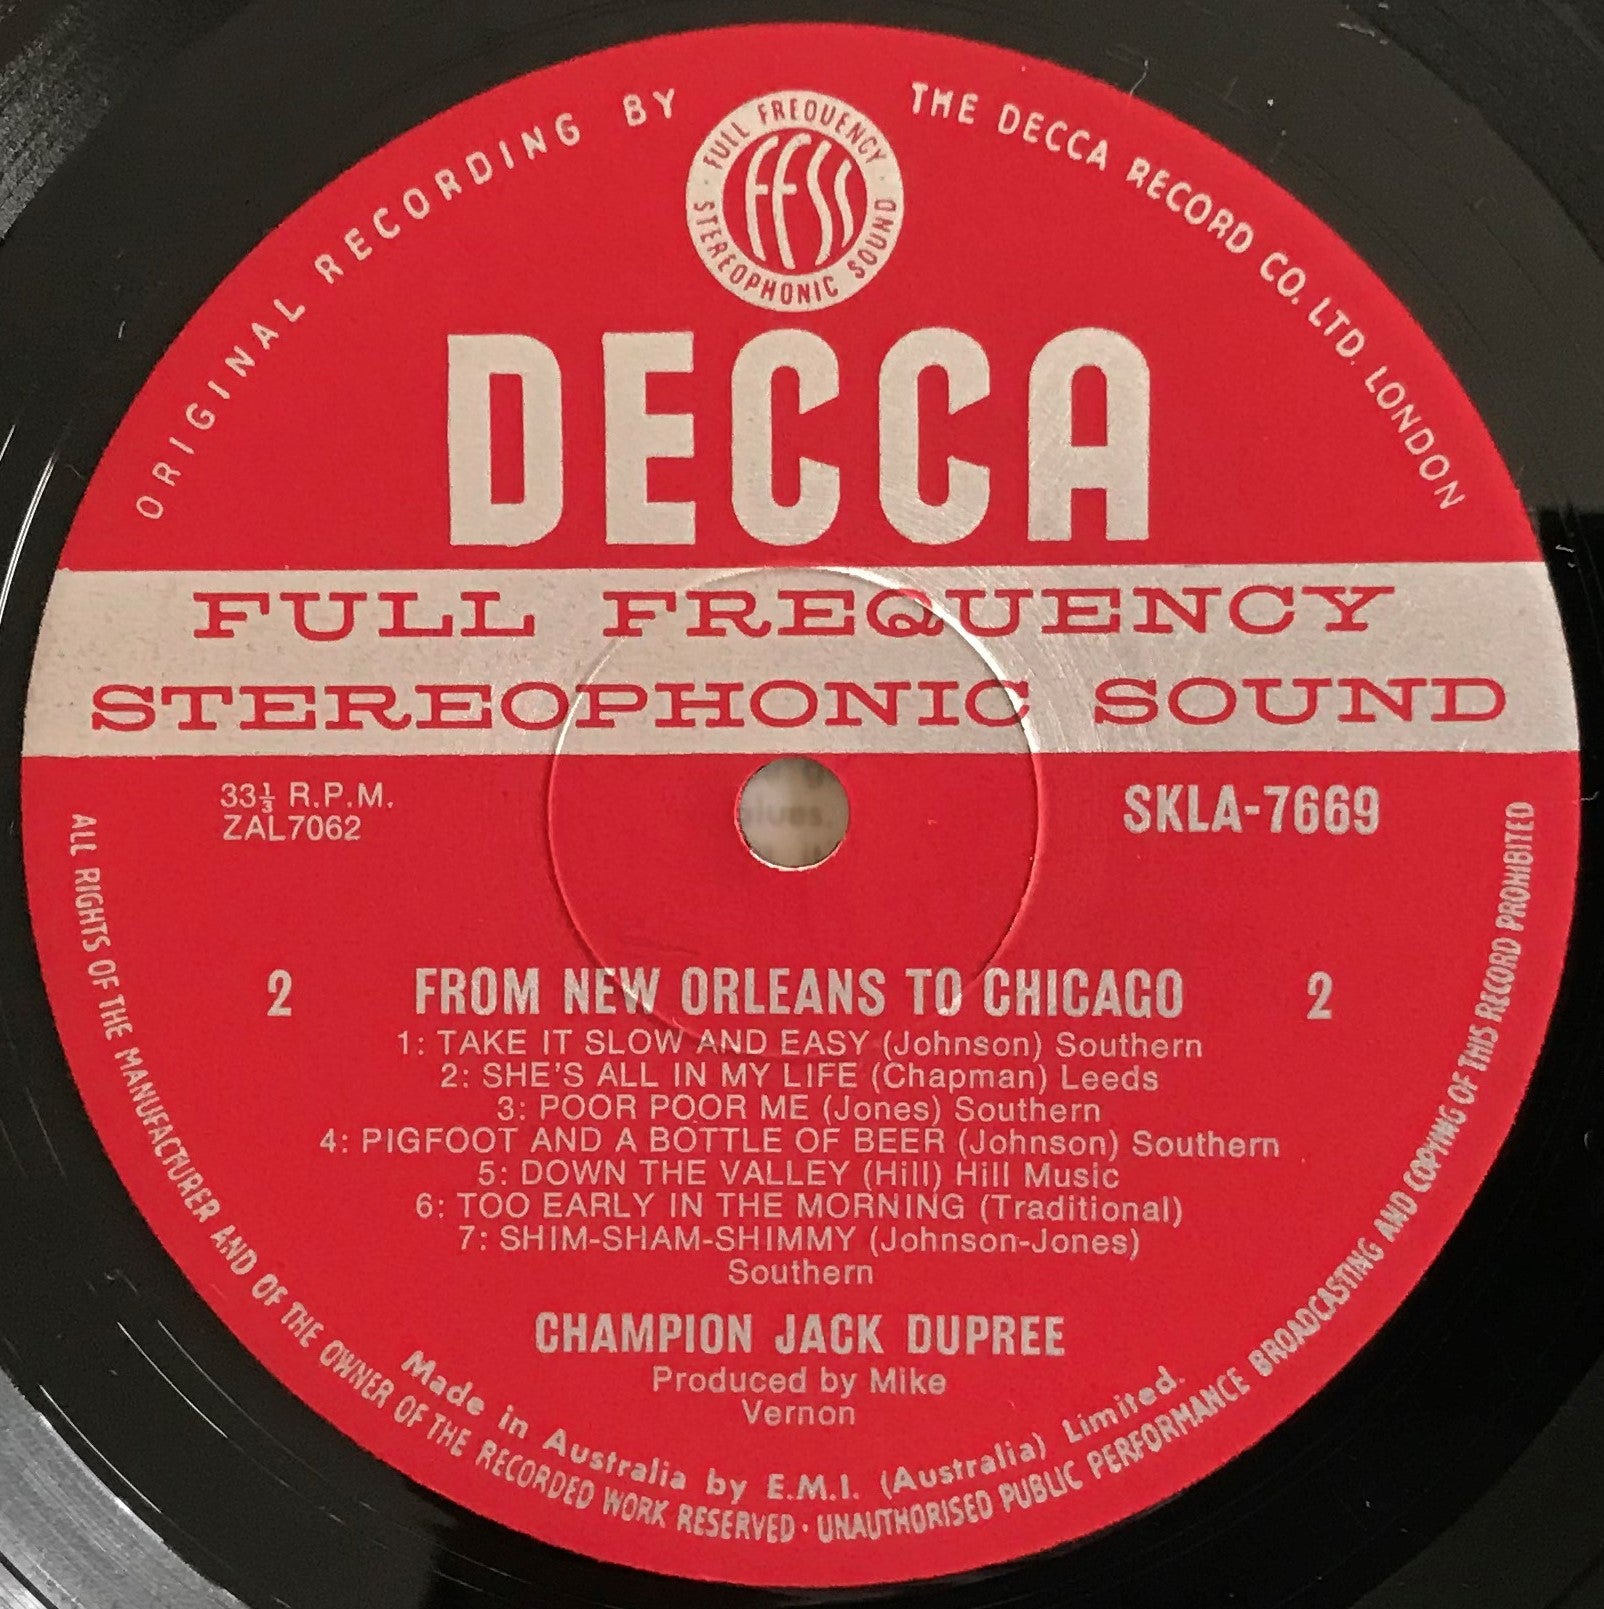 ORIGINAL RECORDING BY THE DECCA RECORD CO. LTD. LONDON
· FULL FREQUENCY ·
STEREOPHONIC SOUND
FFSS
DECCA
FULL FREQUENCY
STEREOPHONIC SOUND
33⅓ R.P.M.
ZAL7062
SKLA-7669
blues.
2 FROM NEW ORLEANS TO CHICAGO 2
1: TAKE IT SLOW AND EASY (Johnson) Southern
2: SHE'S ALL IN MY LIFE (Chapman) Leeds
3: POOR POOR ME (Jones) Southern
4: PIGFOOT AND A BOTTLE OF BEER (Johnson) Southern
5: DOWN THE VALLEY (Hill) Hill Music
6: TOO EARLY IN THE MORNING (Traditional)
7: SHIM-SHAM-SHIMMY (Johnson-Jones)
Southern
CHAMPION JACK DUPREE
Produced by Mike
Vernon
Made in Australia by E.M.I. (Australia) Limited.
ALL RIGHTS OF THE MANUFACTURER AND OF THE OWNER OF THE RECORDED WORK RESERVED · UNAUTHORISED PUBLIC PERFORMANCE BROADCASTING AND COPYING OF THIS RECORD PROHIBITED